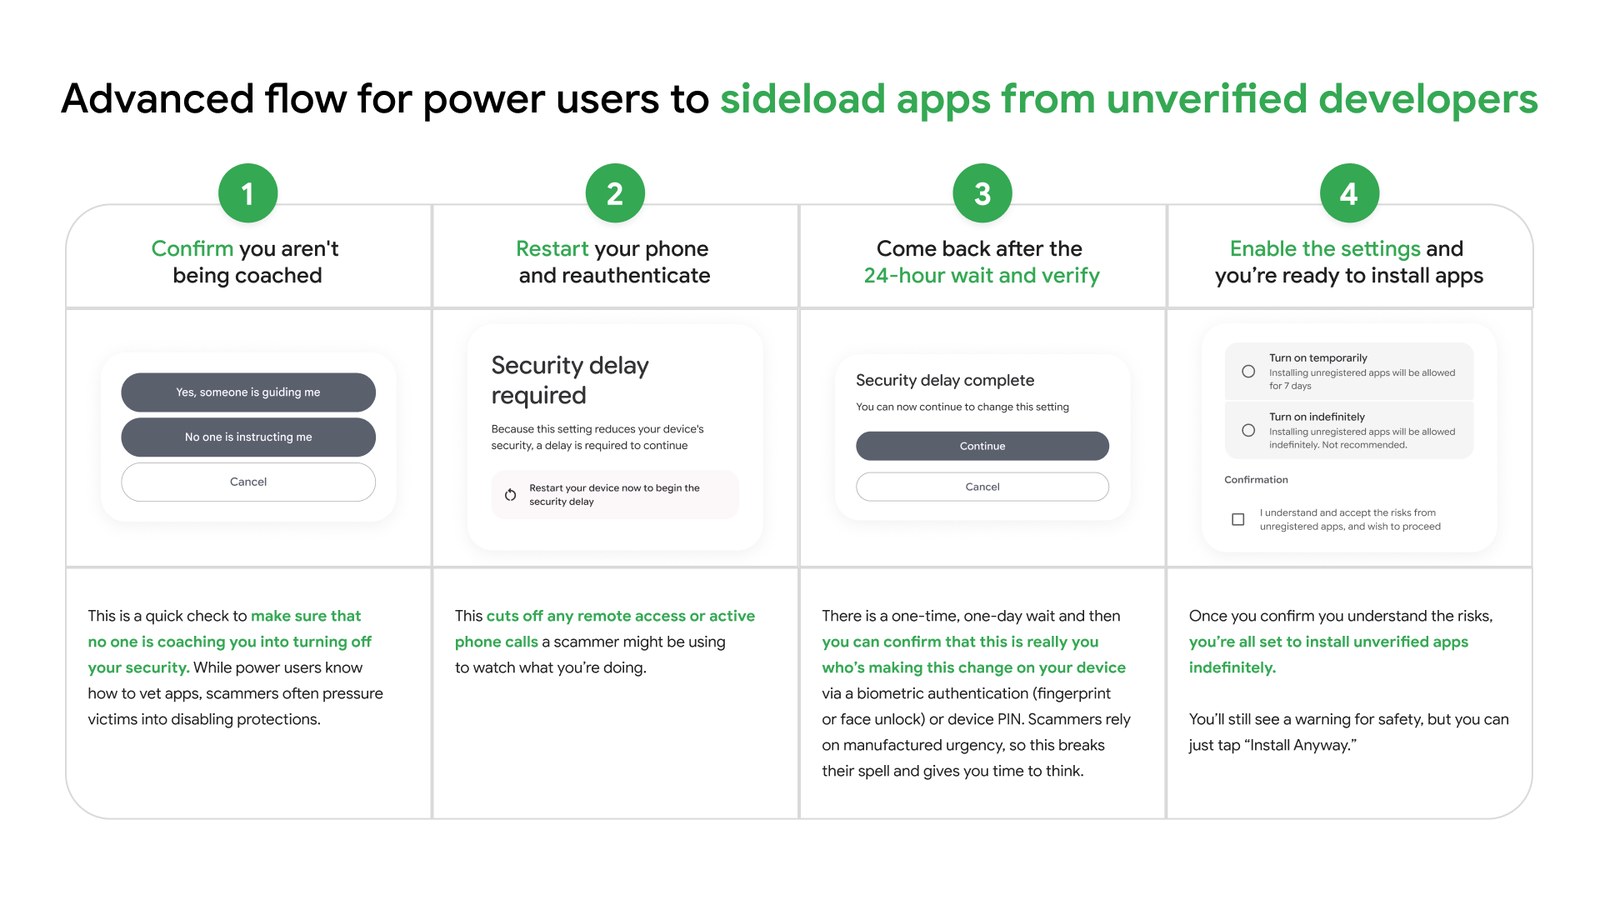 Advanced flow for power users to sideload apps from unverified developers
1
Confirm you aren't
being coached
Yes, someone is guiding me
No one is instructing me
Cancel
This is a quick check to make sure that
no one is coaching you into turning off
your security. While power users know
how to vet apps, scammers often pressure
victims into disabling protections.
2
Restart your phone
and reauthenticate
Security delay
required
Because this setting reduces your device's
security, a delay is required to continue
Restart your device now to begin the
security delay
This cuts off any remote access or active
phone calls a scammer might be using
to watch what you’re doing.
3
Come back after the
24-hour wait and verify
Security delay complete
You can now continue to change this setting
Continue
Cancel
There is a one-time, one-day wait and then
you can confirm that this is really you
who’s making this change on your device
via a biometric authentication (fingerprint
or face unlock) or device PIN. Scammers rely
on manufactured urgency, so this breaks
their spell and gives you time to think.
4
Enable the settings and
you’re ready to install apps
Turn on temporarily
Installing unregistered apps will be allowed
for 7 days
Turn on indefinitely
Installing unregistered apps will be allowed
indefinitely. Not recommended.
Confirmation
I understand and accept the risks from
unregistered apps, and wish to proceed
Once you confirm you understand the risks,
you’re all set to install unverified apps
indefinitely.
You’ll still see a warning for safety, but you can
just tap “Install Anyway.”